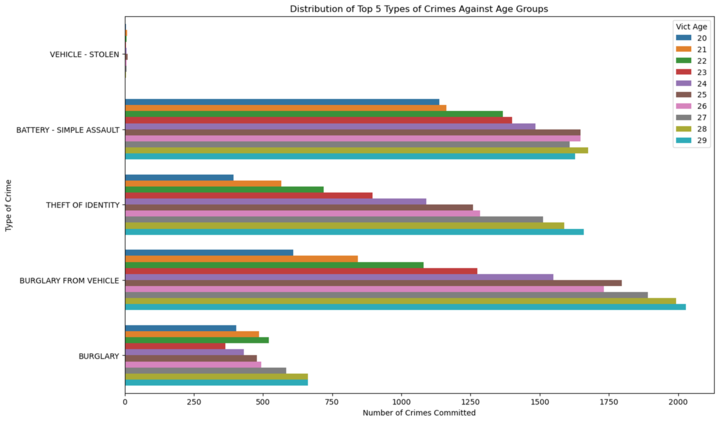 Distribution of Top 5 Types of Crimes Against Age Groups
Vict Age
20
21
22
23
24
25
26
27
28
29
VEHICLE - STOLEN
BATTERY - SIMPLE ASSAULT
THEFT OF IDENTITY
BURGLARY FROM VEHICLE
BURGLARY
Type of Crime
0 250 500 750 1000 1250 1500 1750 2000
Number of Crimes Committed